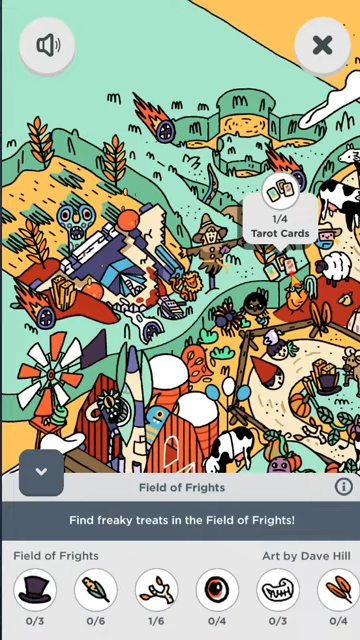 1/4
Tarot Cards
Field of Frights
Find freaky treats in the Field of Frights!
Field of Frights Art by Dave Hill
0/3 0/6 1/6 0/4 0/3 0/4